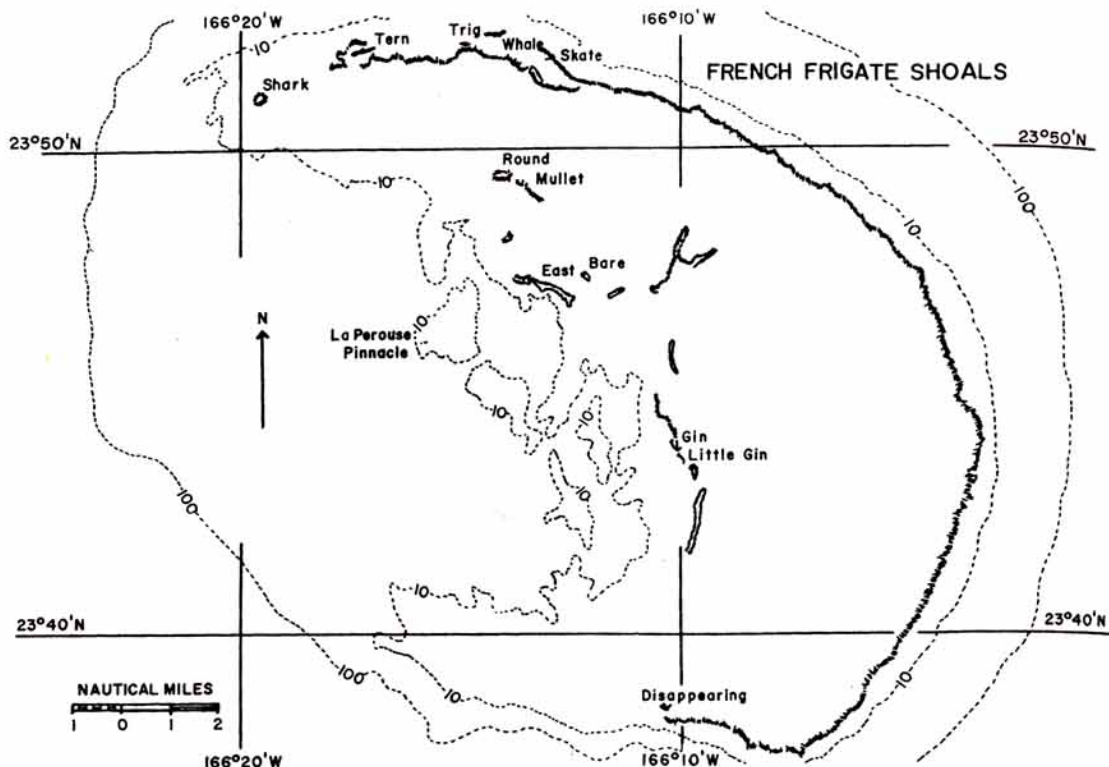 166°20'W
166°10'W
Tern
Trig
Whale
Skate
10
FRENCH FRIGATE SHOALS
Shark
23°50'N
23°50'N
Round
Mullet
10
100
10
East
Bare
N
La Perouse
Pinnacle
10
10
10
Gin
Little Gin
100
10
10
23°40'N
23°40'N
100
10
10
NAUTICAL MILES
1 0 1 2
Disappearing
166°20'W
166°10'W